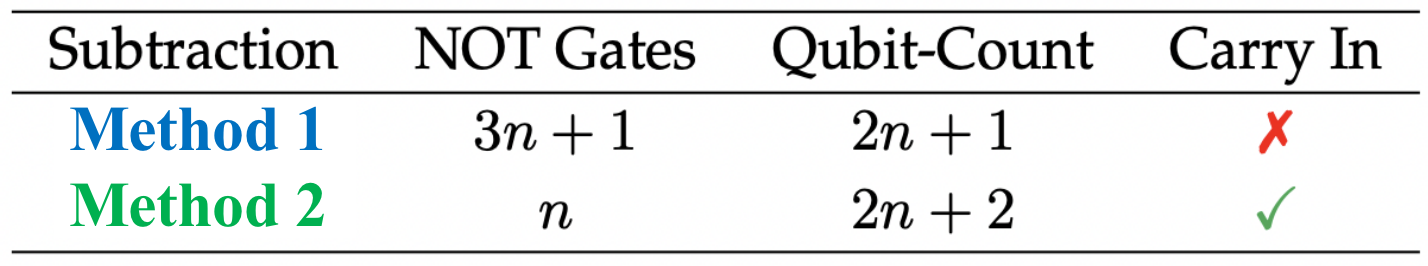 Subtraction NOT Gates Qubit-Count Carry In
Method 1 3n + 1 2n + 1 ✗
Method 2 n 2n + 2 ✓